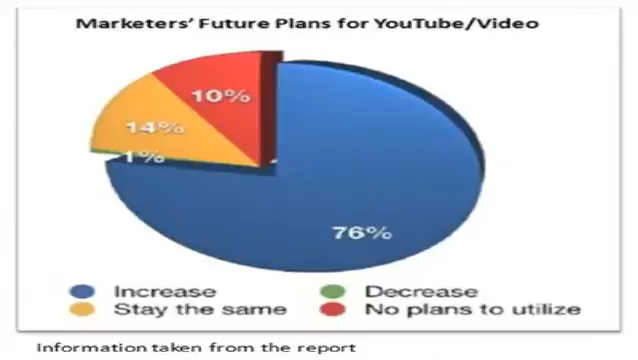 Marketers’ Future Plans for YouTube/Video
10%
14%
1%
76%
Increase
Decrease
Stay the same
No plans to utilize
Information taken from the report